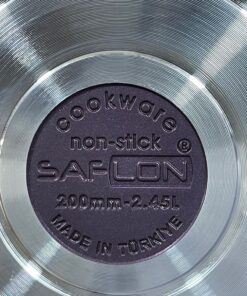 cookware
non-stick
SAFLON®
200mm-2.45L
MADE IN TÜRKİYE